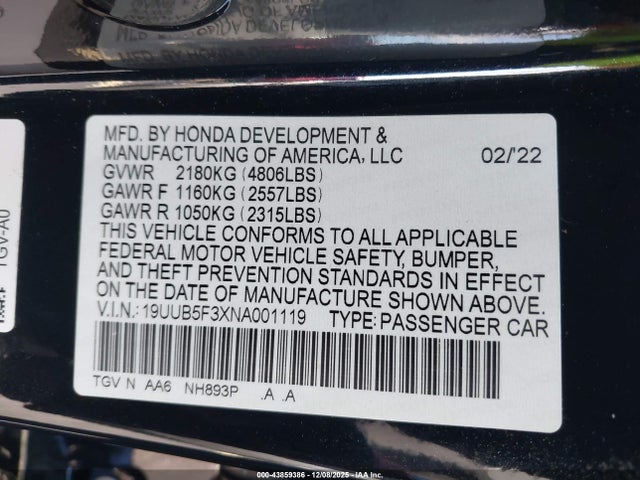 MFD. BY HONDA DEVELOPMENT &
MANUFACTURING OF AMERICA, LLC 02/'22
GVWR 2180KG (4806LBS)
GAWR F 1160KG (2557LBS)
GAWR R 1050KG (2315LBS)
THIS VEHICLE CONFORMS TO ALL APPLICABLE
FEDERAL MOTOR VEHICLE SAFETY, BUMPER,
AND THEFT PREVENTION STANDARDS IN EFFECT
ON THE DATE OF MANUFACTURE SHOWN ABOVE.
V.I.N.: 19UUB5F3XNA001119 TYPE: PASSENGER CAR
TGV N AA6 NH893P .A .A
TGV-A0
000-43859386 - 12/08/2025 - IAA Inc.